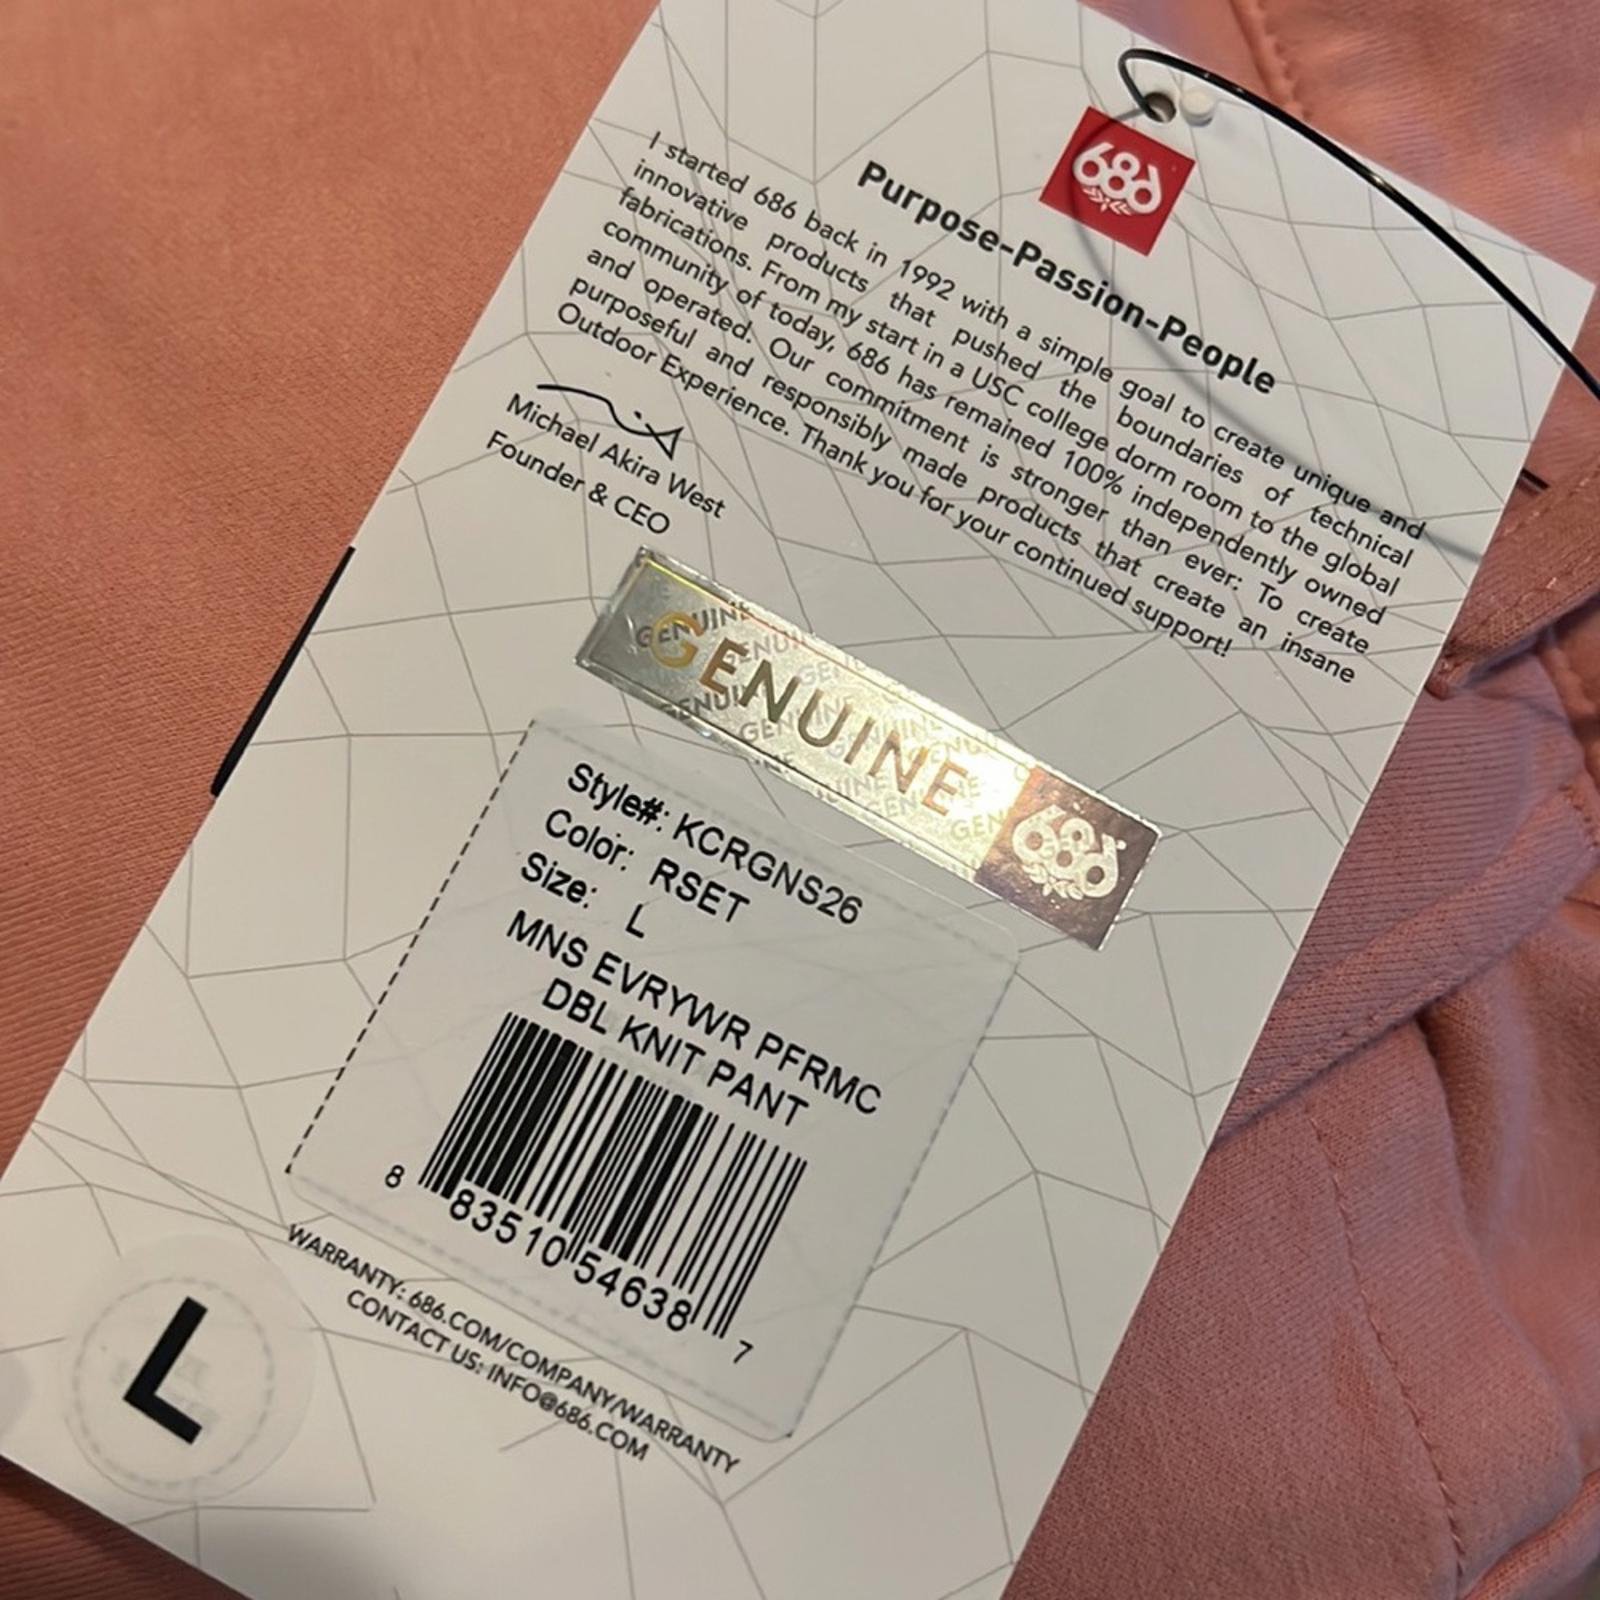 686
Purpose-Passion-People
I started 686 back in 1992 with a simple goal to create unique and
innovative products that pushed the boundaries of technical
fabrications. From my start in a USC college dorm room to the global
community of today, 686 has remained 100% independently owned
and operated. Our commitment is stronger than ever: To create
purposeful and responsibly made products that create an insane
Outdoor Experience. Thank you for your continued support!
Michael Akira West
Founder & CEO
GENUINE
686
Style#: KCRGNS26
Color: RSET
Size: L
MNS EVRYWR PFRMC
DBL KNIT PANT
8 83510 54638 7
WARRANTY: 686.COM/COMPANY/WARRANTY
CONTACT US: INFO@686.COM
L